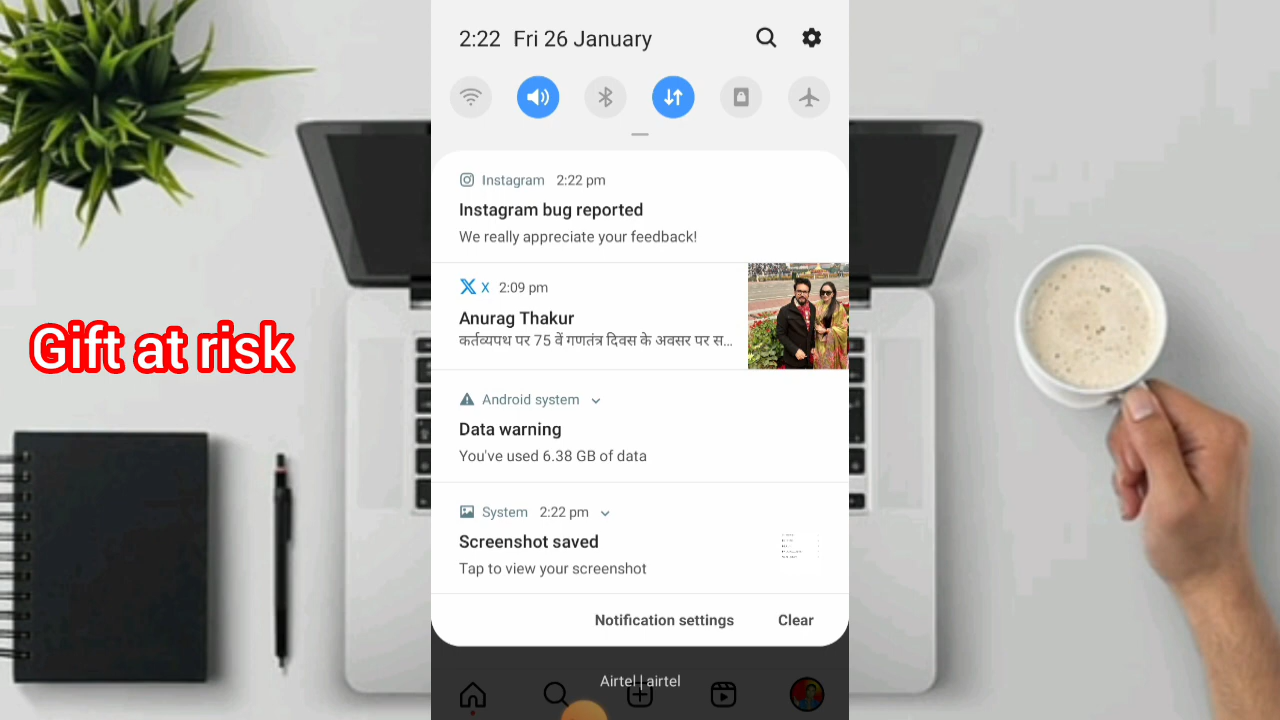 2:22 Fri 26 January
Instagram 2:22 pm
Instagram bug reported
We really appreciate your feedback!
X 2:09 pm
Anurag Thakur
कर्तव्यपथ पर 75 वें गणतंत्र दिवस के अवसर पर स...
Gift at risk
Android system
Data warning
You've used 6.38 GB of data
System 2:22 pm
Screenshot saved
Tap to view your screenshot
Notification settings Clear
Airtel | airtel